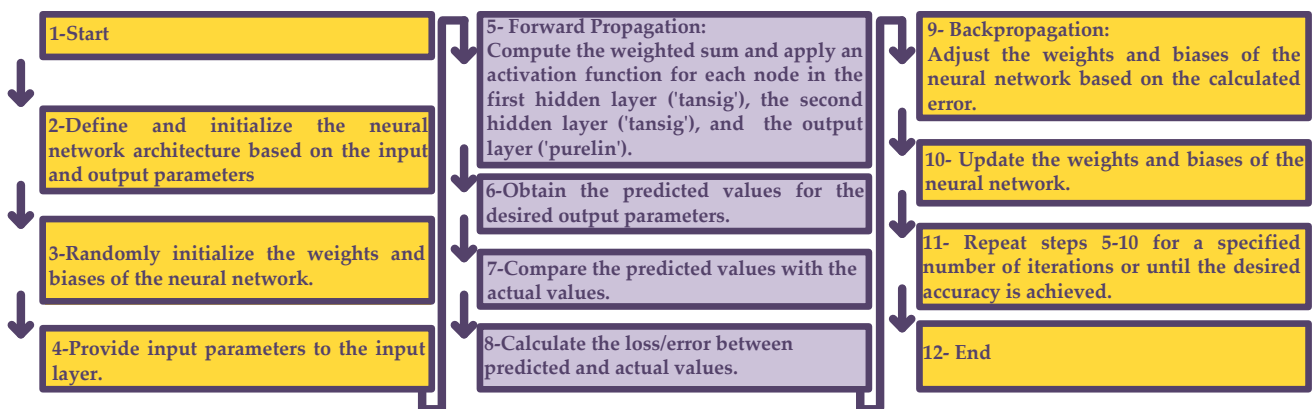 1-Start
2-Define and initialize the neural
network architecture based on the input
and output parameters
3-Randomly initialize the weights and
biases of the neural network.
4-Provide input parameters to the input
layer.
5- Forward Propagation:
Compute the weighted sum and apply an
activation function for each node in the
first hidden layer ('tansig'), the second
hidden layer ('tansig'), and the output
layer ('purelin').
6-Obtain the predicted values for the
desired output parameters.
7-Compare the predicted values with the
actual values.
8-Calculate the loss/error between
predicted and actual values.
9- Backpropagation:
Adjust the weights and biases of the
neural network based on the calculated
error.
10- Update the weights and biases of the
neural network.
11- Repeat steps 5-10 for a specified
number of iterations or until the desired
accuracy is achieved.
12- End